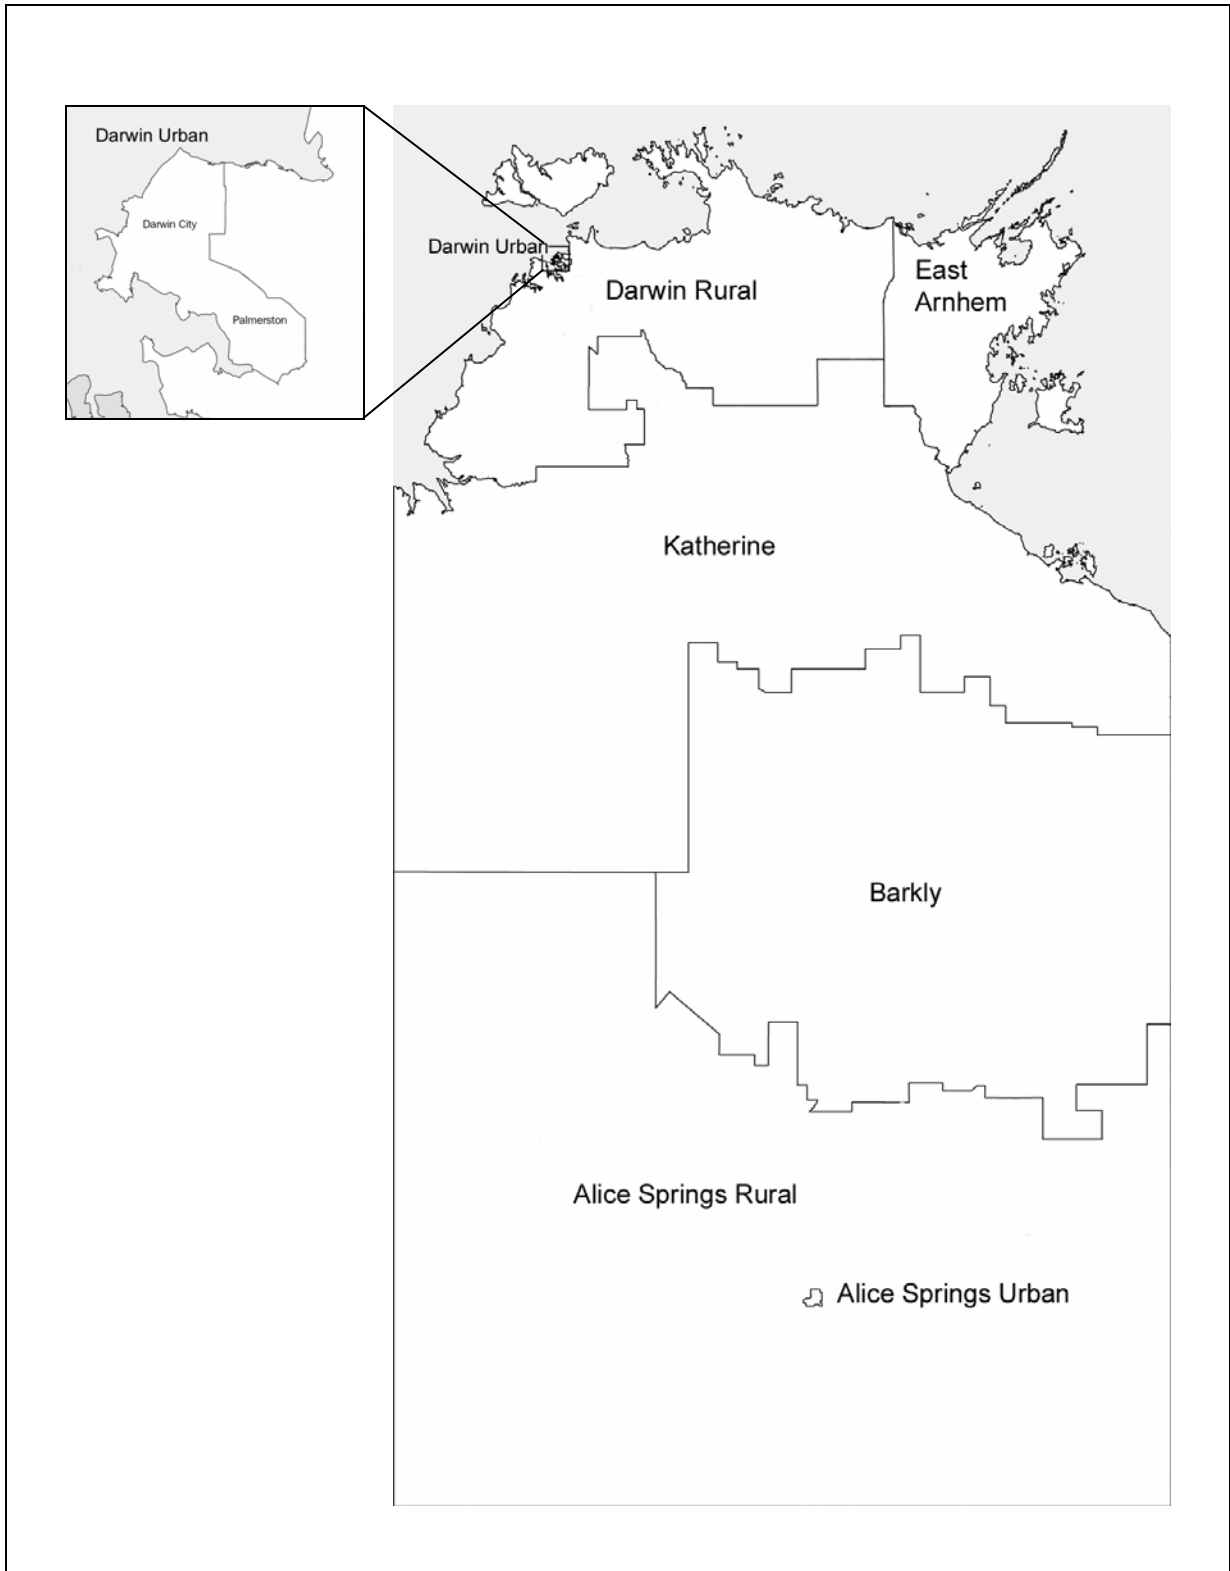 Darwin Urban
Darwin City
Palmerston
Darwin Urban
Darwin Rural
East
Arnhem
Katherine
Barkly
Alice Springs Rural
Alice Springs Urban